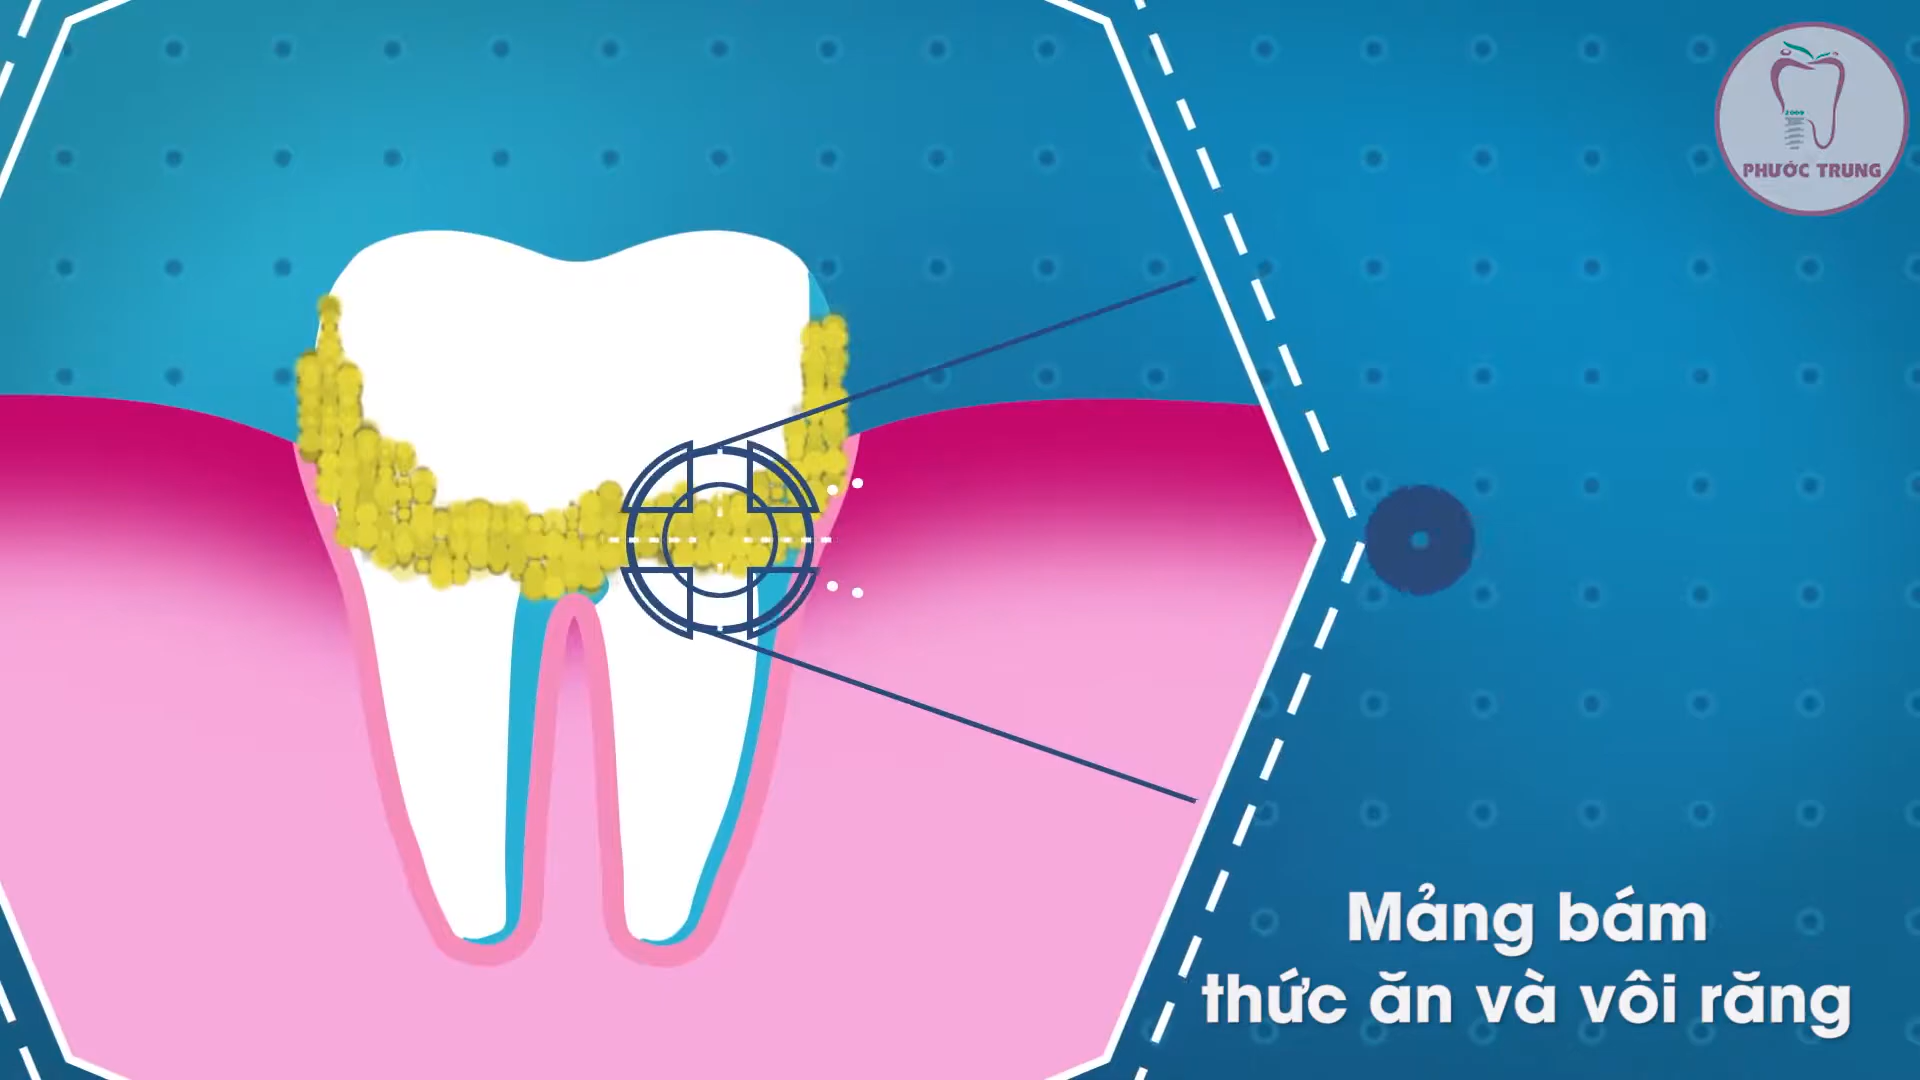 PHƯỚC TRUNG
Mảng bám
thức ăn và vôi răng